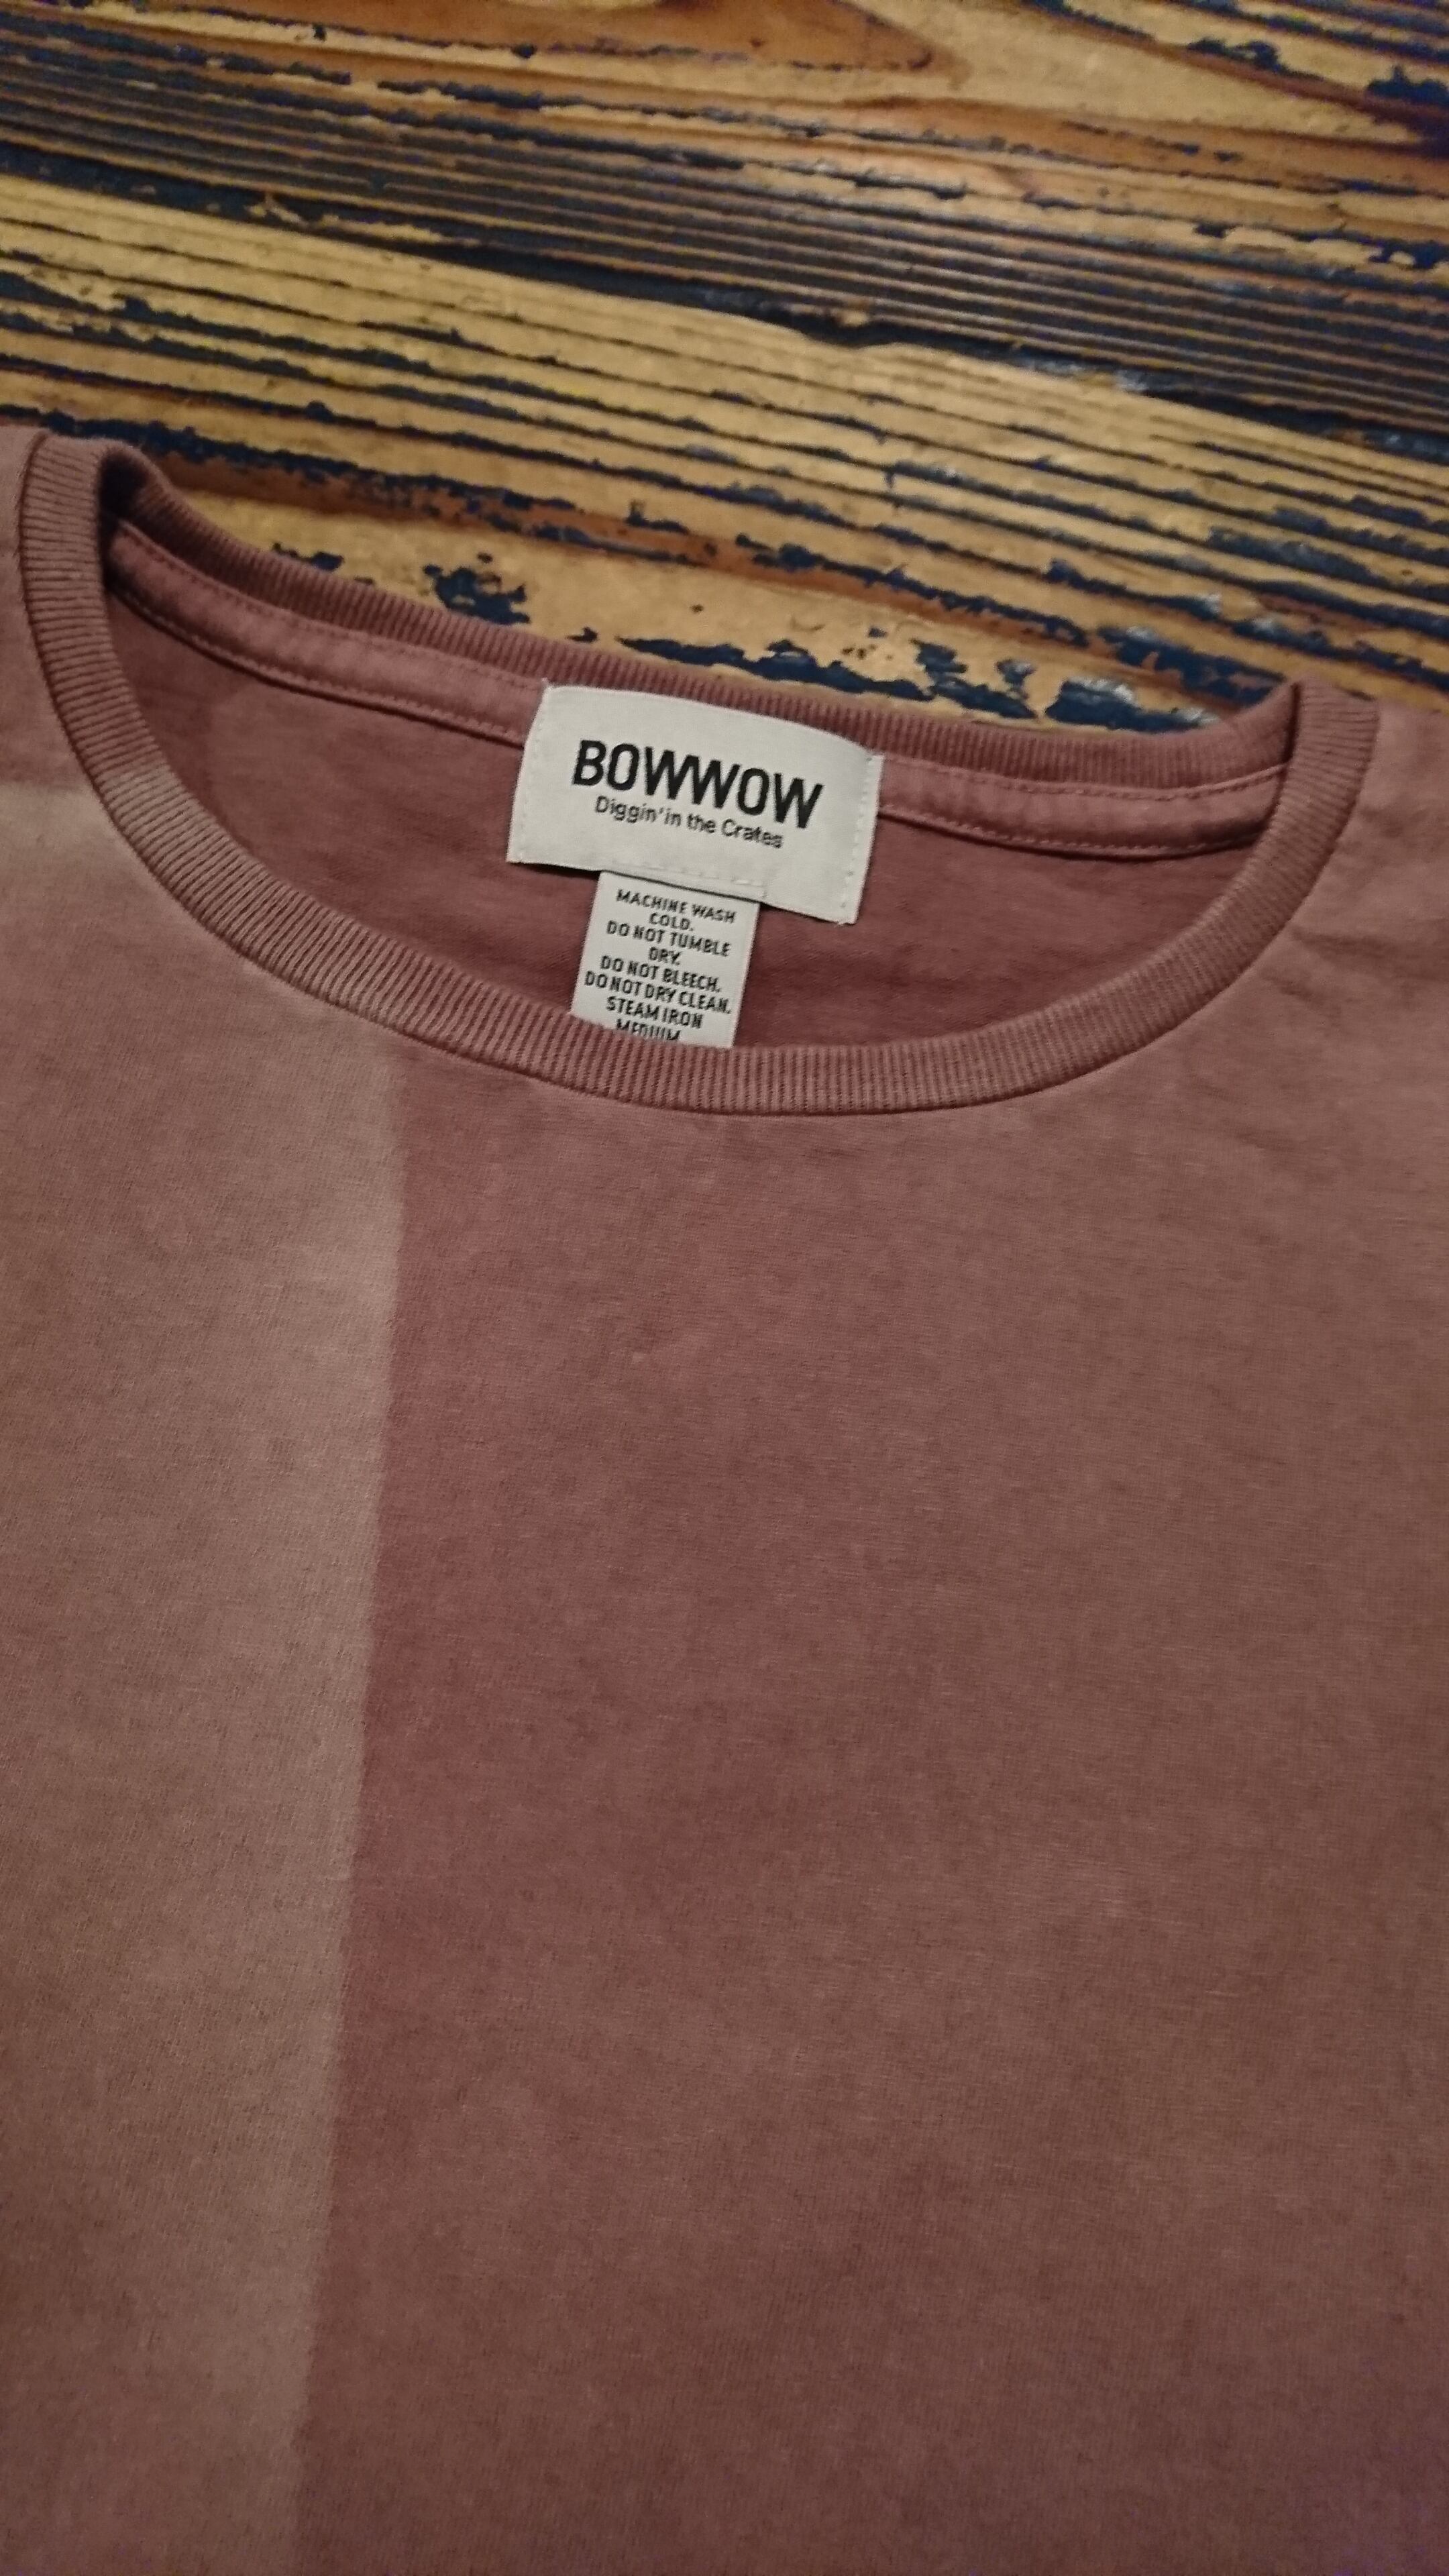 BOWWOW
Diggin' in the Crates
MACHINE WASH
COLD.
DO NOT TUMBLE
DRY.
DO NOT BLEECH.
DO NOT DRY CLEAN.
STEAM IRON
MEDIUM